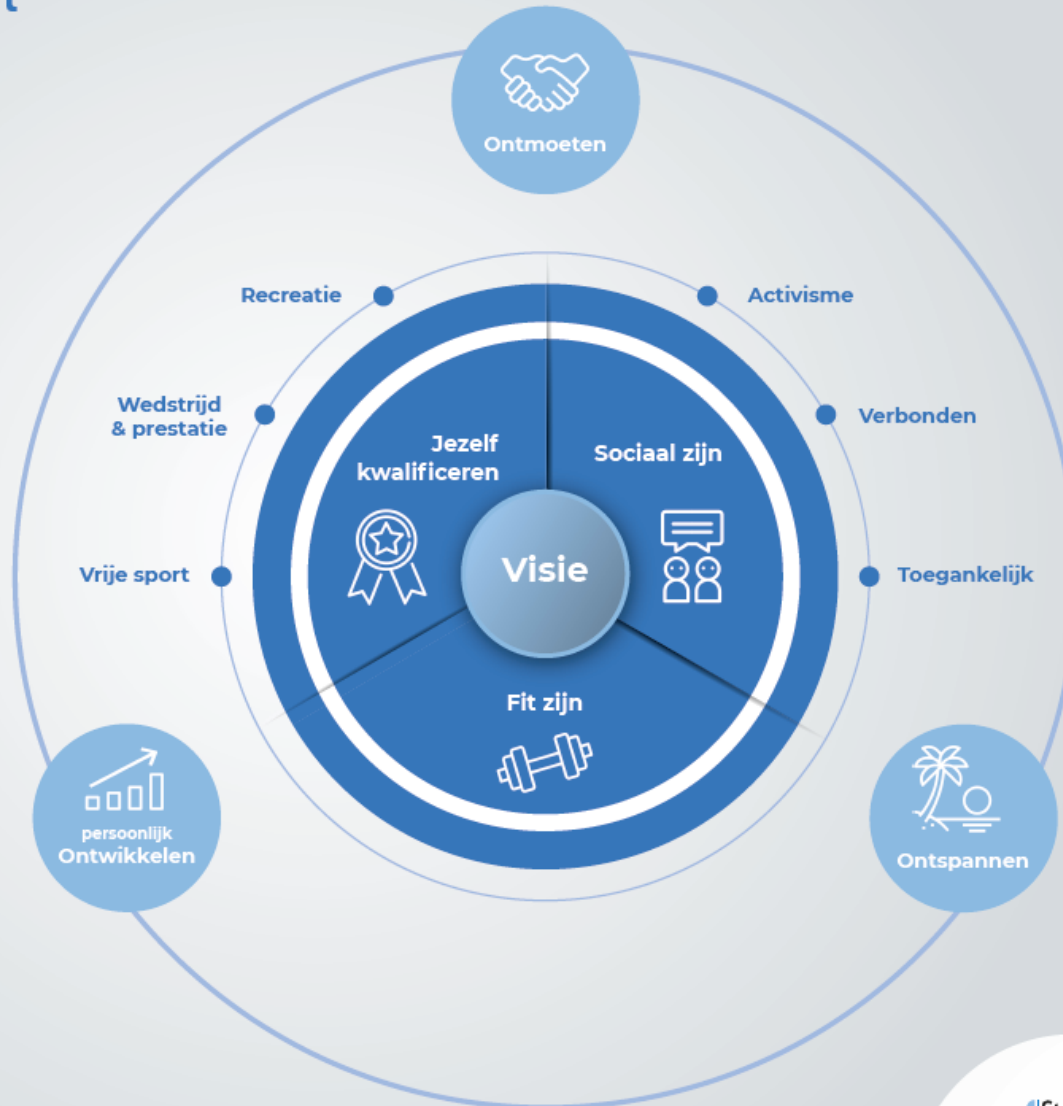 t
Ontmoeten
Recreatie
Activisme
Wedstrijd
& prestatie
Verbonden
Jezelf
kwalificeren
Sociaal zijn
Visie
Vrije sport
Toegankelijk
Fit zijn
persoonlijk
Ontwikkelen
Ontspannen